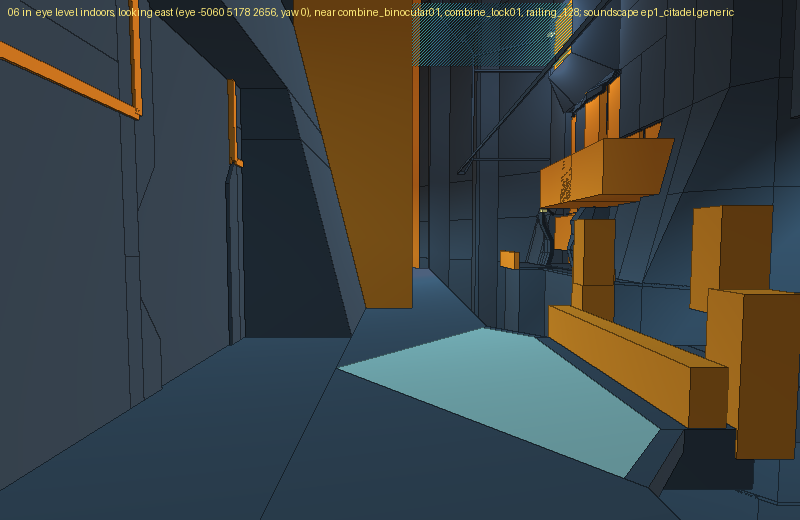 06 in  eye level indoors, looking east (eye -5060 5178 2656, yaw 0), near combine_binocular01, combine_lock01, railing_128; soundscape ep1_citadel.generic